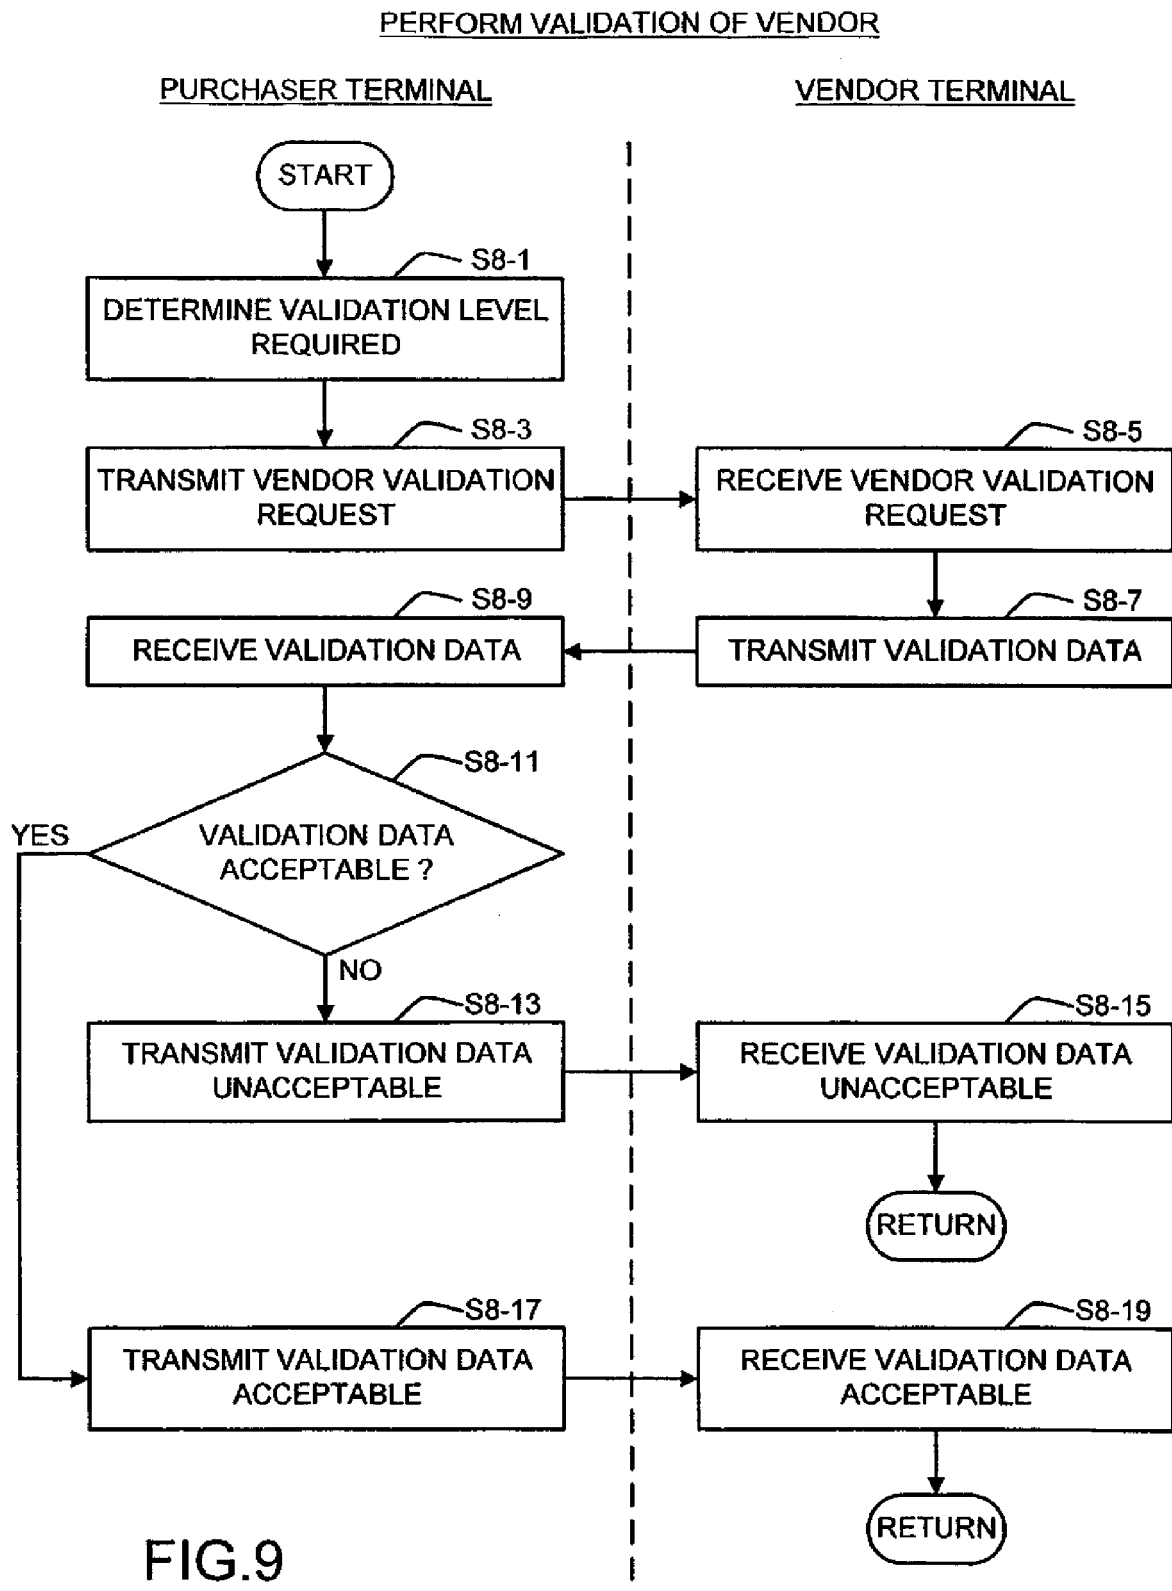 PERFORM VALIDATION OF VENDOR
PURCHASER TERMINAL
VENDOR TERMINAL
START
S8-1
DETERMINE VALIDATION LEVEL
REQUIRED
S8-3
TRANSMIT VENDOR VALIDATION
REQUEST
S8-5
RECEIVE VENDOR VALIDATION
REQUEST
S8-9
RECEIVE VALIDATION DATA
S8-7
TRANSMIT VALIDATION DATA
S8-11
YES
VALIDATION DATA
ACCEPTABLE ?
NO
S8-13
TRANSMIT VALIDATION DATA
UNACCEPTABLE
S8-15
RECEIVE VALIDATION DATA
UNACCEPTABLE
RETURN
S8-17
TRANSMIT VALIDATION DATA
ACCEPTABLE
S8-19
RECEIVE VALIDATION DATA
ACCEPTABLE
RETURN
FIG.9